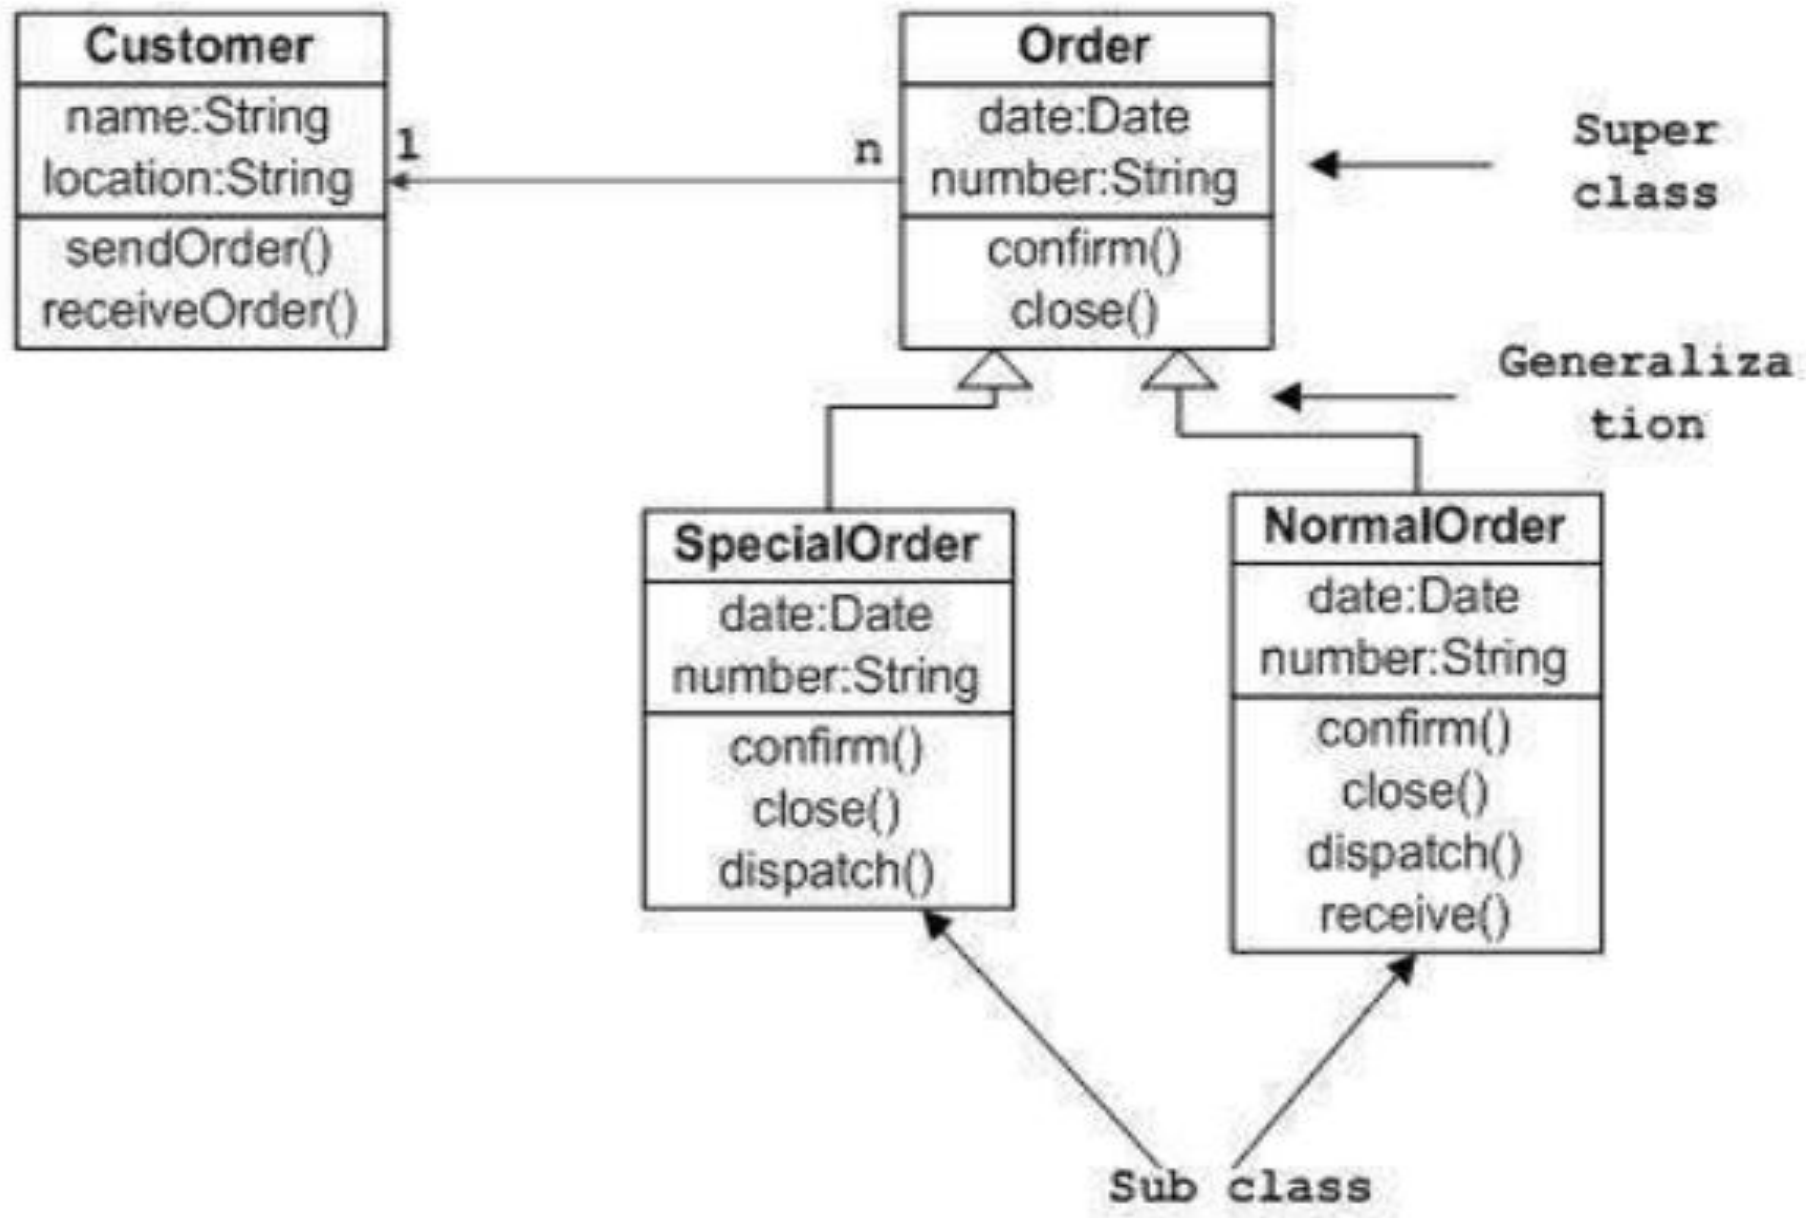 Customer
name:String
location:String
sendOrder()
receiveOrder()
1
n
Order
date:Date
number:String
confirm()
close()
Super
class
Generaliza
tion
SpecialOrder
date:Date
number:String
confirm()
close()
dispatch()
NormalOrder
date:Date
number:String
confirm()
close()
dispatch()
receive()
Sub class